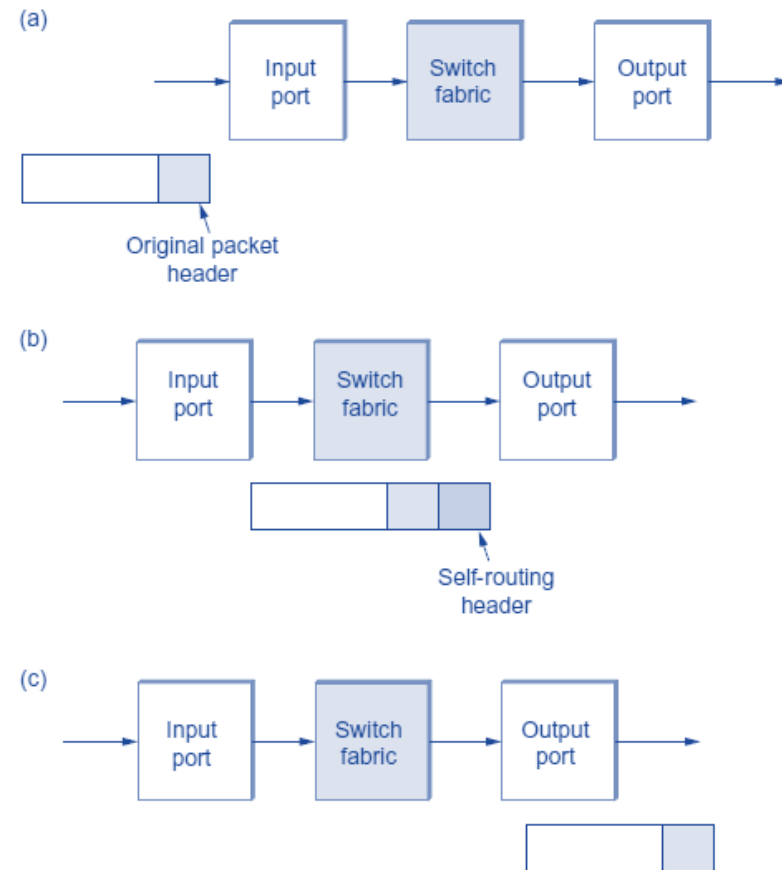 (a)
Input
port
Switch
fabric
Output
port
Original packet
header
(b)
Input
port
Switch
fabric
Output
port
Self-routing
header
(c)
Input
port
Switch
fabric
Output
port